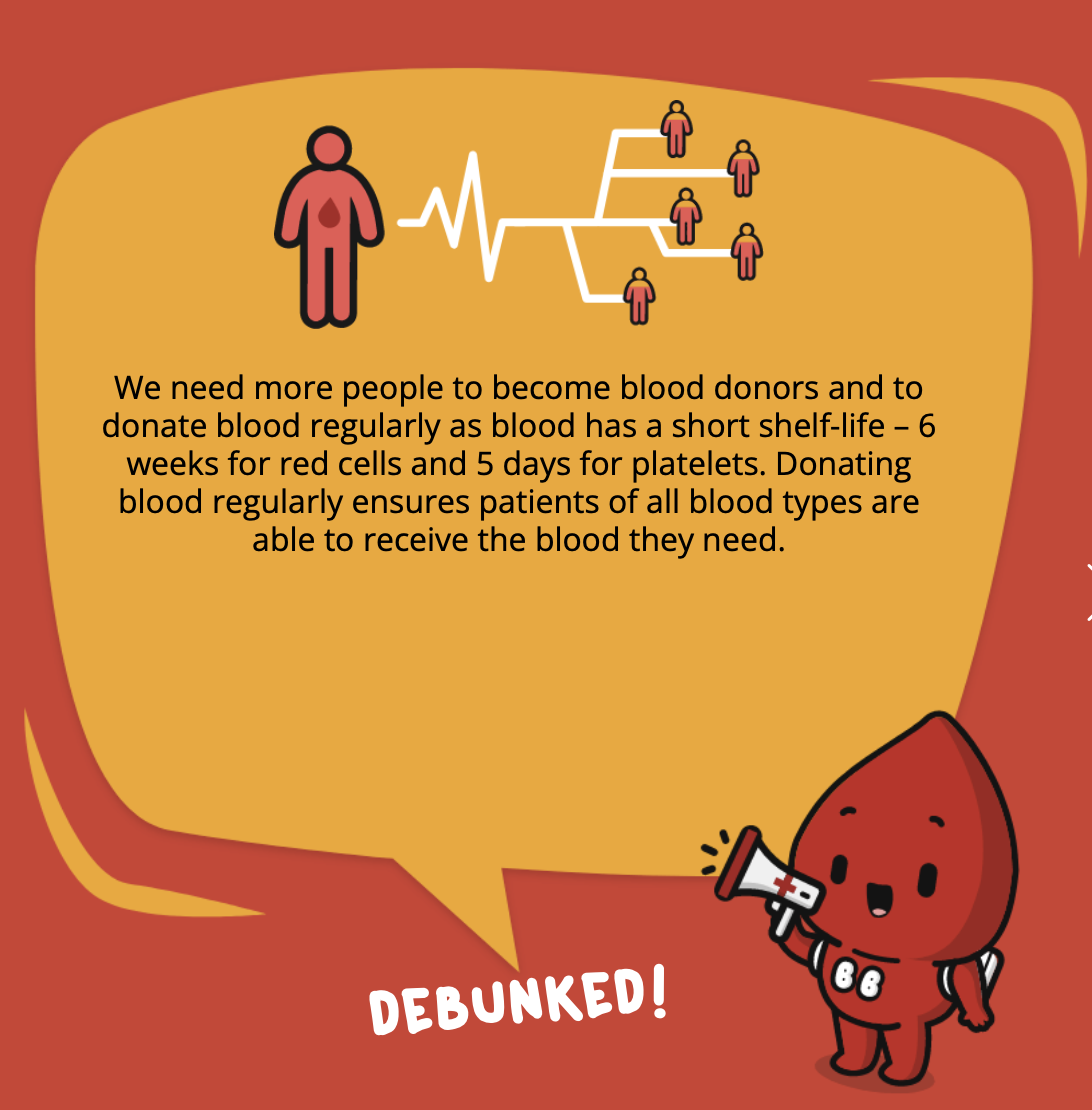 We need more people to become blood donors and to
donate blood regularly as blood has a short shelf-life – 6
weeks for red cells and 5 days for platelets. Donating
blood regularly ensures patients of all blood types are
able to receive the blood they need.
BB
DEBUNKED!